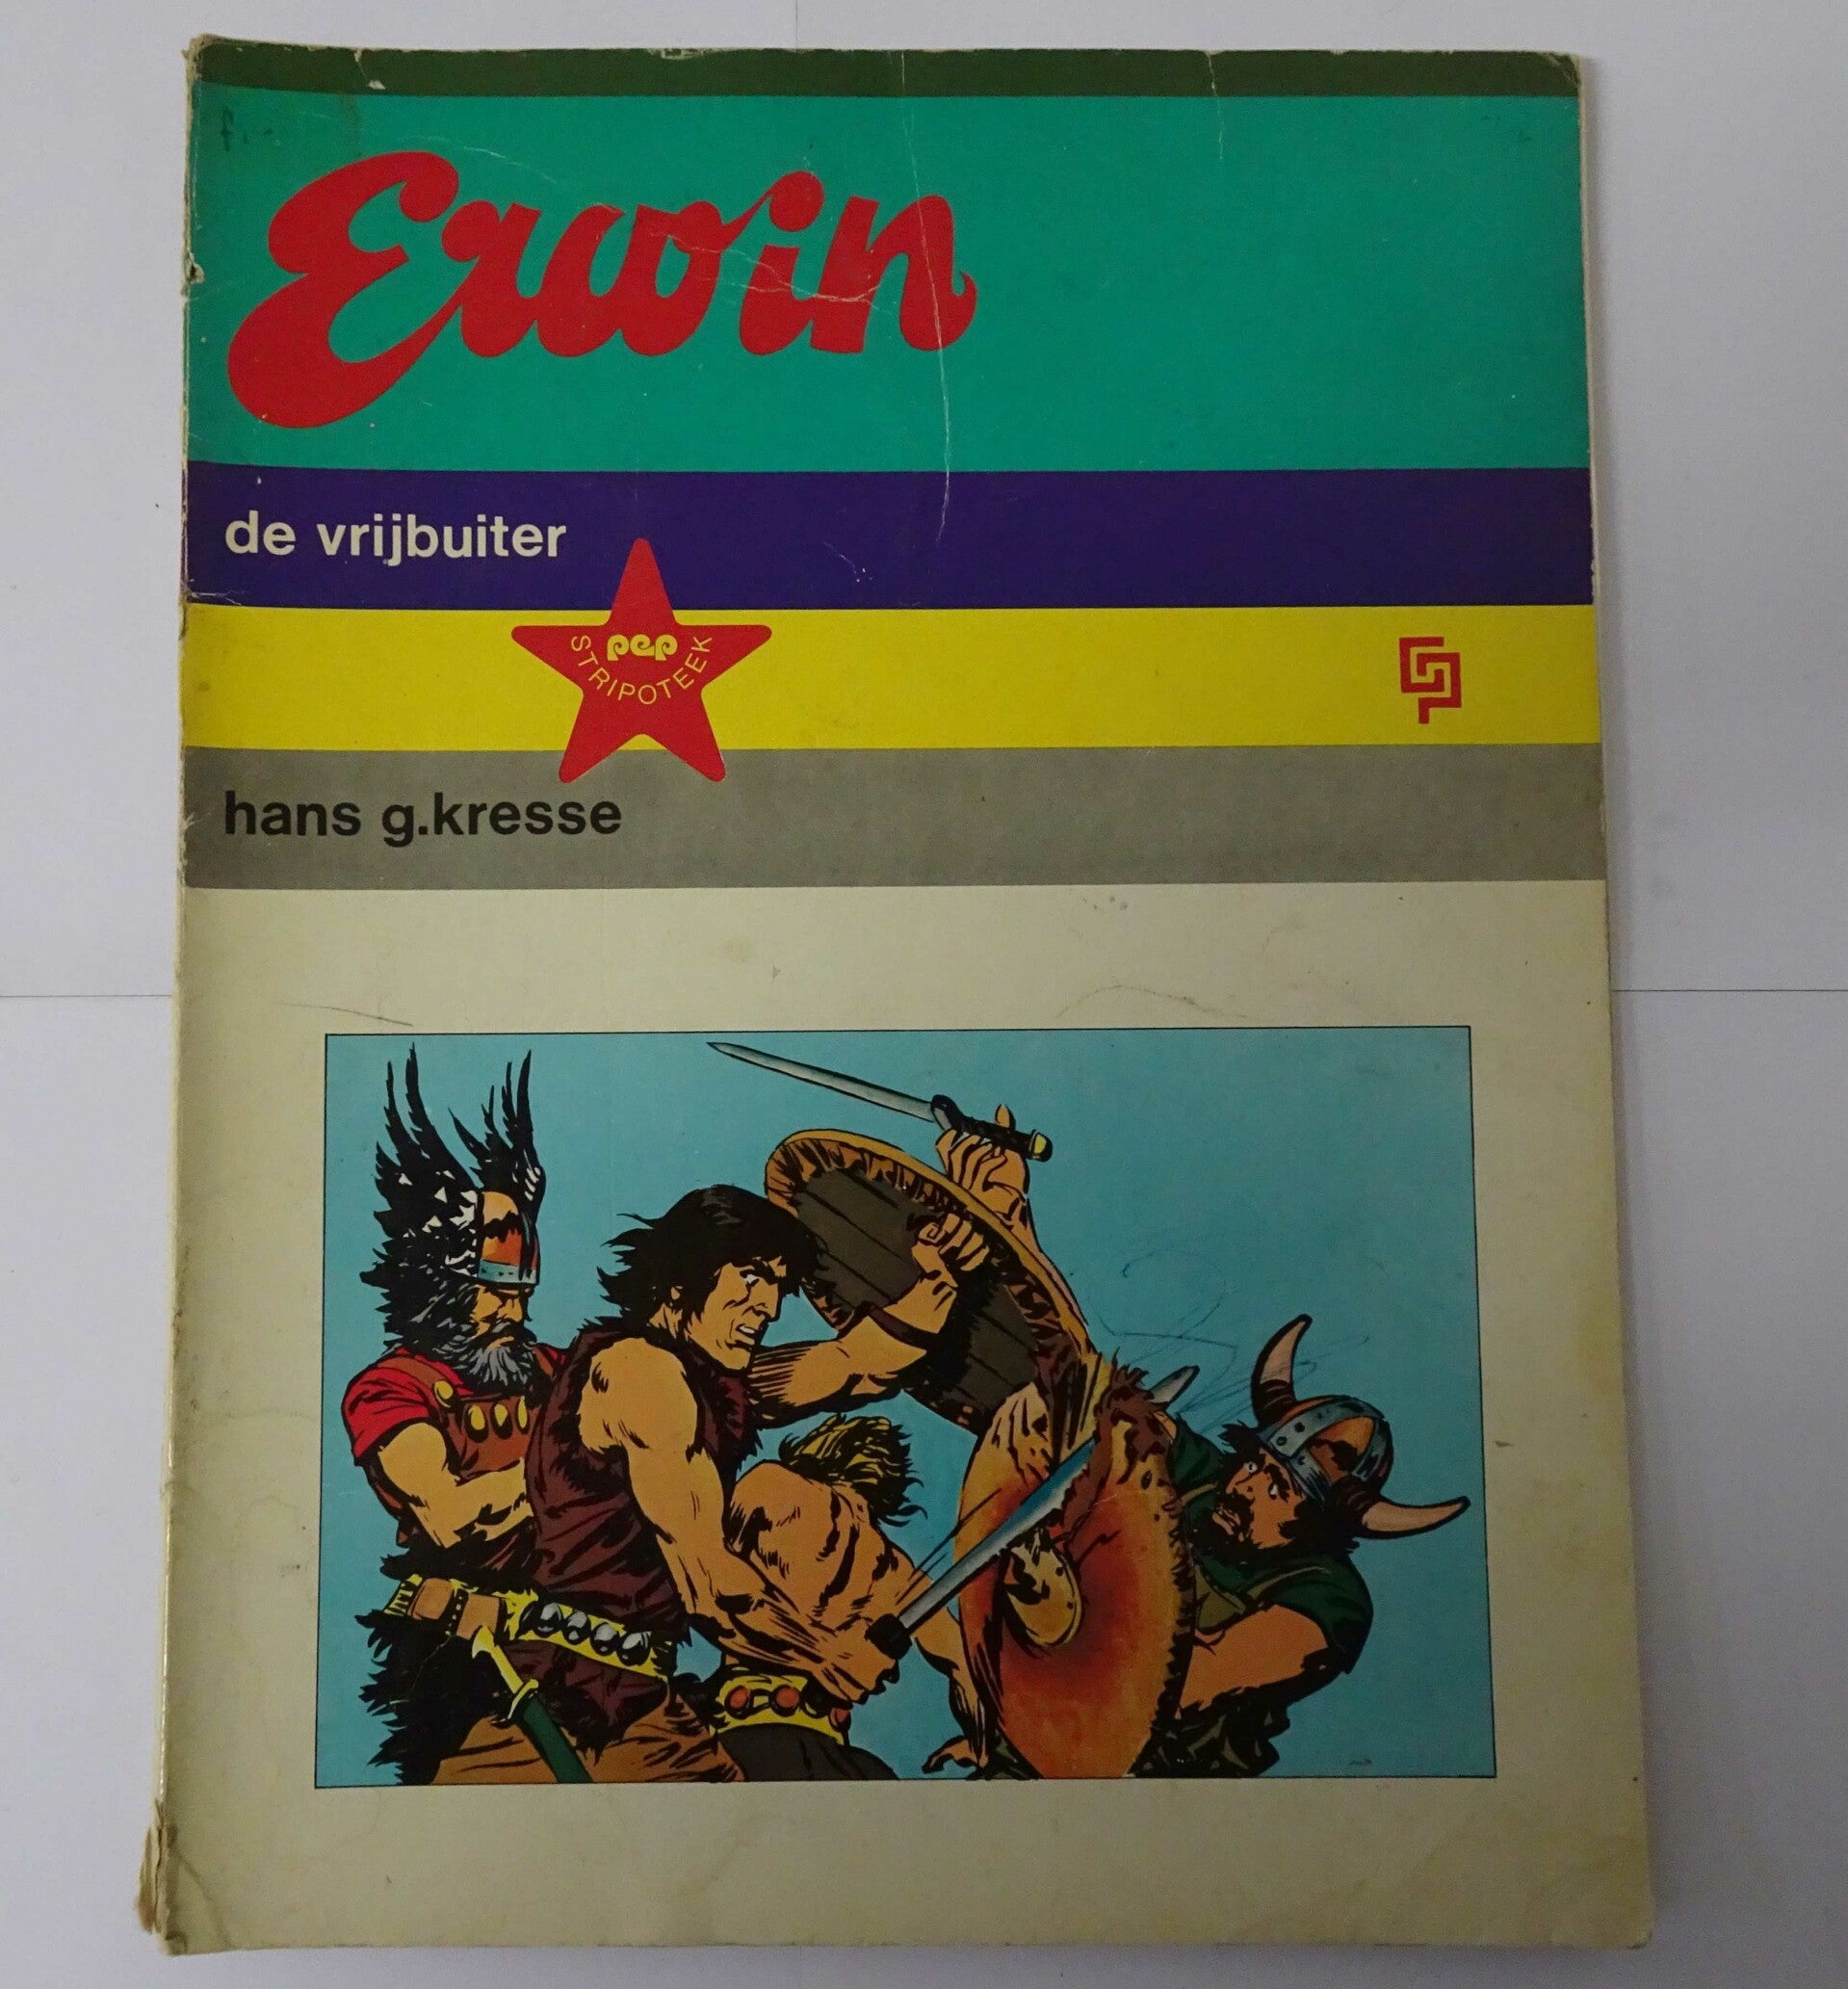 Erwin
de vrijbuiter
pep
STRIPOTEEK
hans g.kresse